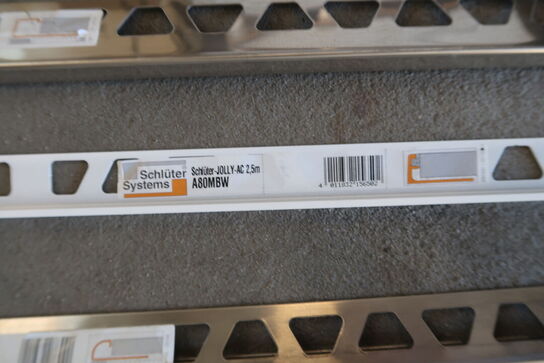 Schlüter
Systems
Schlüter-JOLLY-AC 2,5m
A80MBW
4 011832 156502